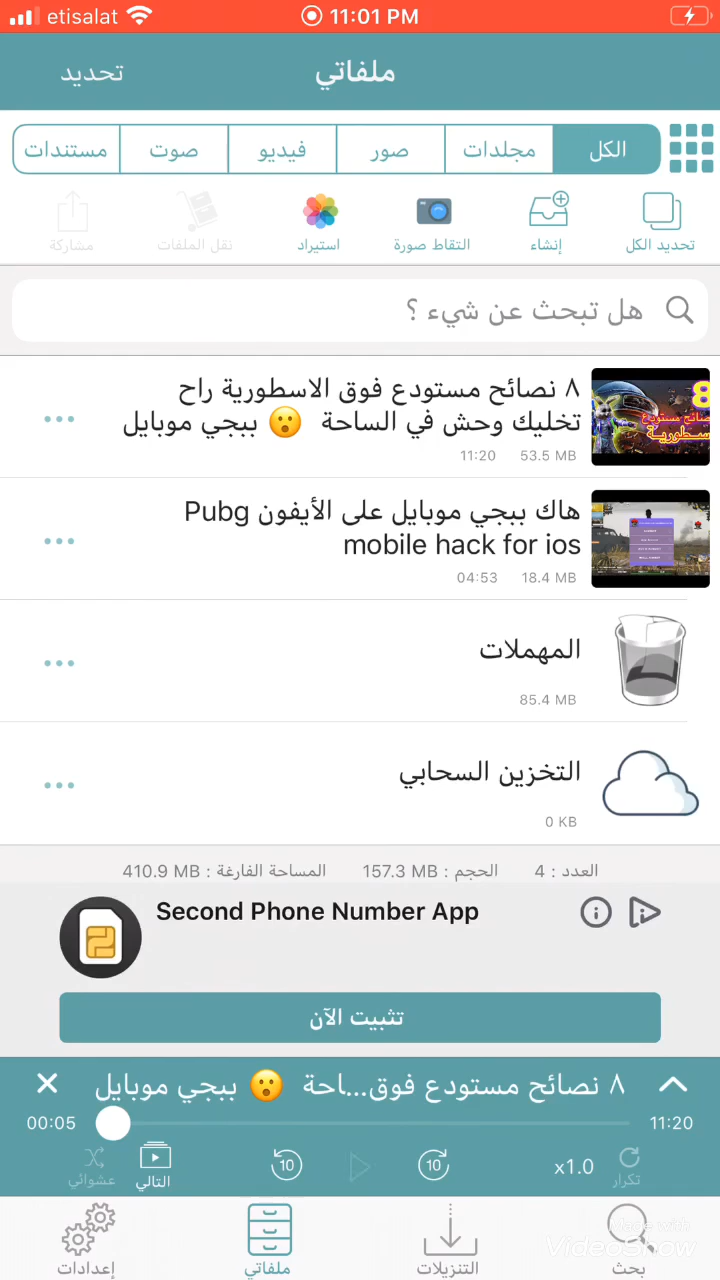 etisalat 11:01 PM
ملفاتي
تحديد
الكل
مجلدات
صور
فيديو
صوت
مستندات
تحديد الكل
إنشاء
التقاط صورة
استيراد
نقل الملفات
مشاركة
هل تبحث عن شيء ؟
٨ نصائح مستودع فوق الاسطورية راح
تخليك وحش في الساحة 😮 ببجي موبايل
53.5 MB 11:20
هاك ببجي موبايل على الأيفون Pubg
mobile hack for ios
18.4 MB 04:53
المهملات
85.4 MB
التخزين السحابي
0 KB
العدد : 4 الحجم : 157.3 MB المساحة الفارغة : 410.9 MB
Second Phone Number App
تثبيت الآن
٨ نصائح مستودع فوق...احة 😮 ببجي موبايل
00:05
11:20
تكرار
x1.0
10
10
التالي
عشوائي
بحث
التنزيلات
ملفاتي
إعدادات
Made with
VideoShow